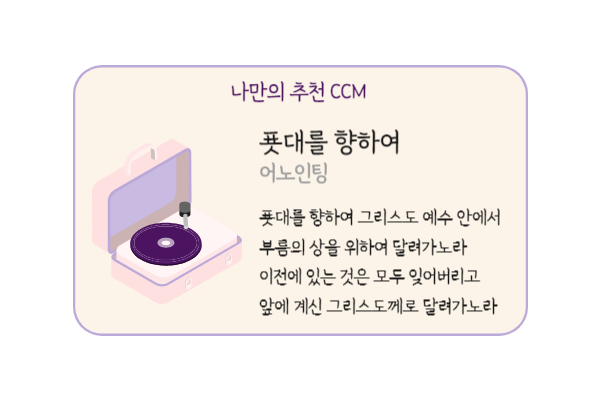 나만의 추천 CCM
푯대를 향하여
어노인팅
푯대를 향하여 그리스도 예수 안에서
부름의 상을 위하여 달려가노라
이전에 있는 것은 모두 잊어버리고
앞에 계신 그리스도께로 달려가노라